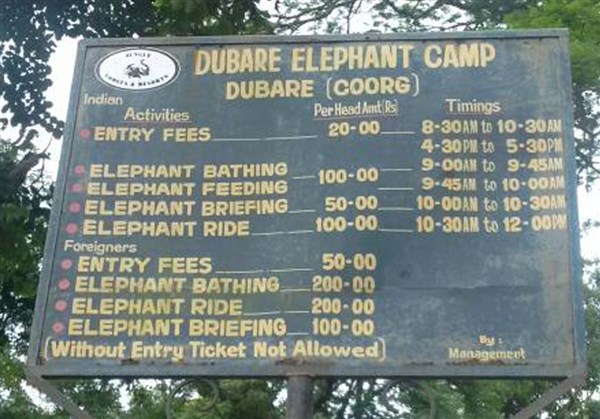 JUNGLE
LODGES & RESORTS
DUBARE ELEPHANT CAMP
DUBARE (COORG)
Indian
Activities Per Head Amt (Rs) Timings
ENTRY FEES 20-00 8-30AM to 10-30AM
4-30PM to 5-30PM
ELEPHANT BATHING 100-00 9-00AM to 9-45AM
ELEPHANT FEEDING 9-45AM to 10-00AM
ELEPHANT BRIEFING 50-00 10-00AM to 10-30AM
ELEPHANT RIDE 100-00 10-30AM to 12-00PM
Foreigners
ENTRY FEES 50-00
ELEPHANT BATHING 200-00
ELEPHANT RIDE 200-00
ELEPHANT BRIEFING 100-00
(Without Entry Ticket Not Allowed)
By :
Management